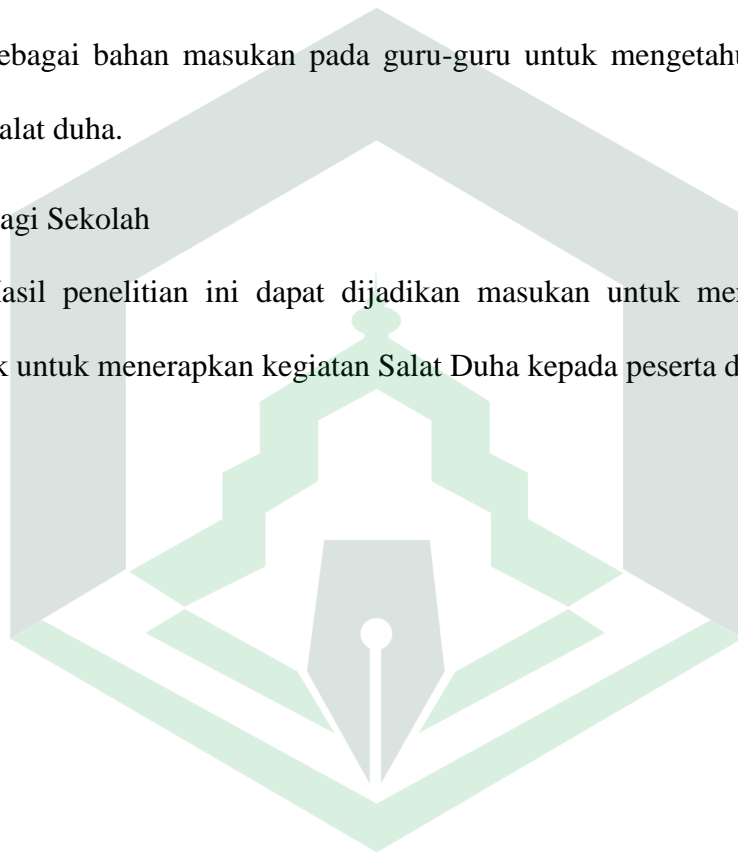 ebagai bahan masukan pada guru-guru untuk mengetahu
alat duha.
agi Sekolah
asil penelitian ini dapat dijadikan masukan untuk me
k untuk menerapkan kegiatan Salat Duha kepada peserta d